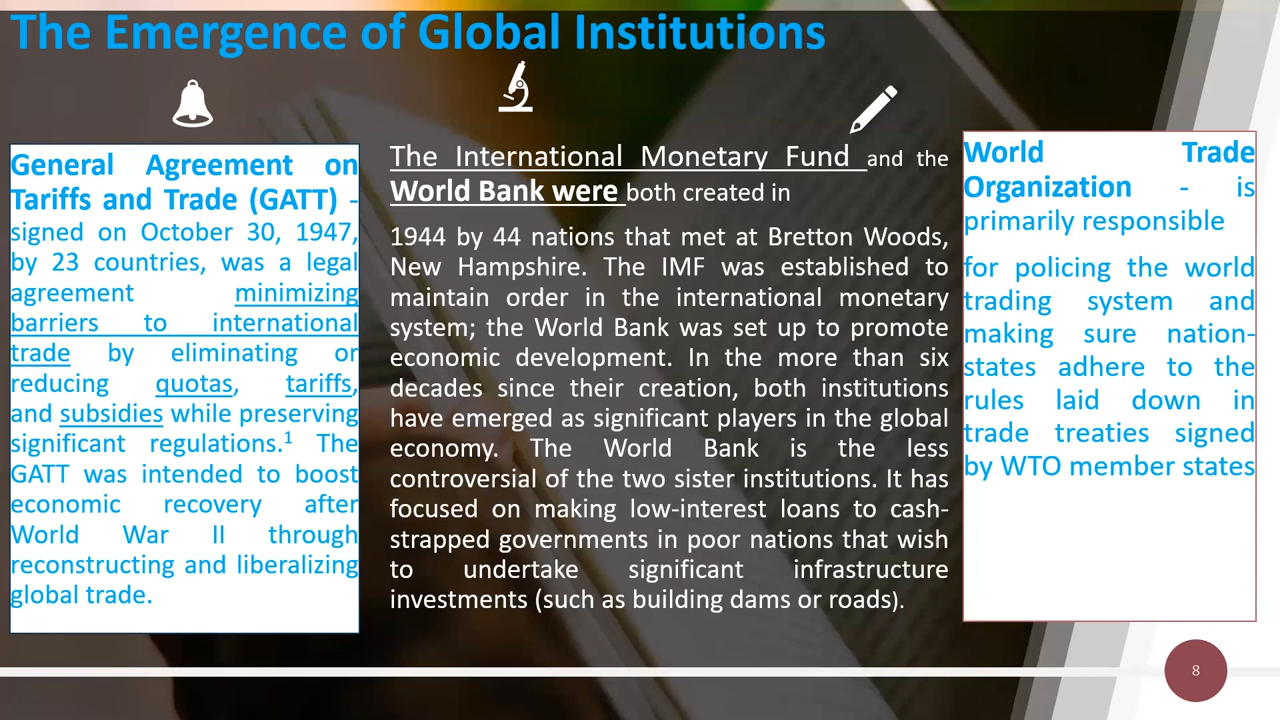 The Emergence of Global Institutions
General Agreement on
Tariffs and Trade (GATT) -
signed on October 30, 1947,
by 23 countries, was a legal
agreement minimizing
barriers to international
trade by eliminating or
reducing quotas, tariffs,
and subsidies while preserving
significant regulations.¹ The
GATT was intended to boost
economic recovery after
World War II through
reconstructing and liberalizing
global trade.
The International Monetary Fund and the
World Bank were both created in
1944 by 44 nations that met at Bretton Woods,
New Hampshire. The IMF was established to
maintain order in the international monetary
system; the World Bank was set up to promote
economic development. In the more than six
decades since their creation, both institutions
have emerged as significant players in the global
economy. The World Bank is the less
controversial of the two sister institutions. It has
focused on making low-interest loans to cash-
strapped governments in poor nations that wish
to undertake significant infrastructure
investments (such as building dams or roads).
World Trade
Organization - is
primarily responsible
for policing the world
trading system and
making sure nation-
states adhere to the
rules laid down in
trade treaties signed
by WTO member states
8